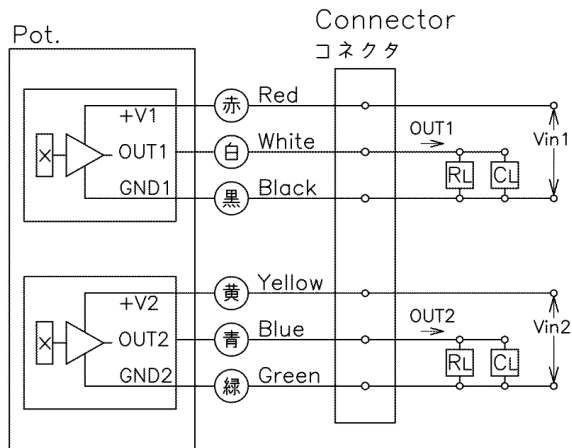 Connector
コネクタ
Pot.
+V1 赤 Red
X OUT1 白 White OUT1 Vin1
RL CL
GND1 黒 Black
+V2 黄 Yellow
X OUT2 青 Blue OUT2 Vin2
RL CL
GND2 緑 Green